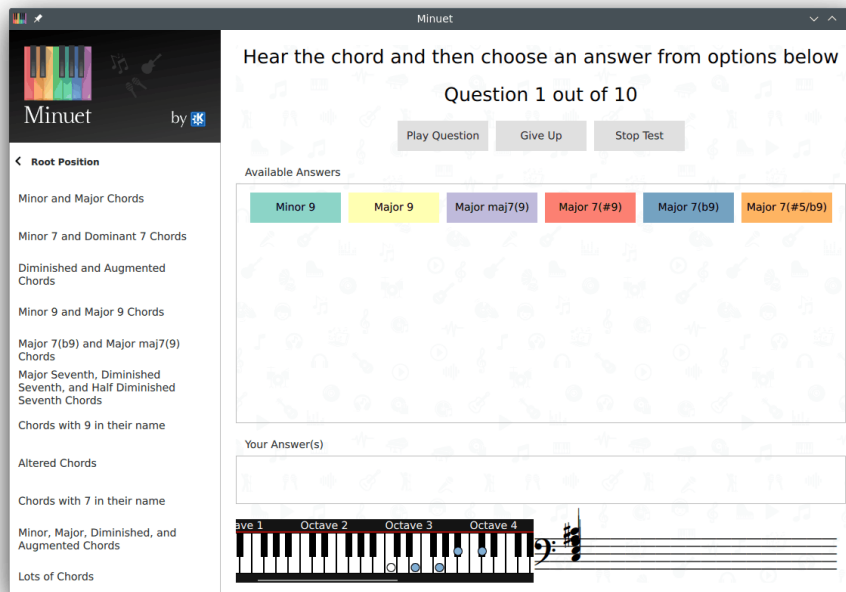 Minuet
Minuet
by
Root Position
Minor and Major Chords
Minor 7 and Dominant 7 Chords
Diminished and Augmented
Chords
Minor 9 and Major 9 Chords
Major 7(b9) and Major maj7(9)
Chords
Major Seventh, Diminished
Seventh, and Half Diminished
Seventh Chords
Chords with 9 in their name
Altered Chords
Chords with 7 in their name
Minor, Major, Diminished, and
Augmented Chords
Lots of Chords
Hear the chord and then choose an answer from options below
Question 1 out of 10
Play Question Give Up Stop Test
Available Answers
Minor 9 Major 9 Major maj7(9) Major 7(#9) Major 7(b9) Major 7(#5/b9)
Your Answer(s)
ave 1 Octave 2 Octave 3 Octave 4